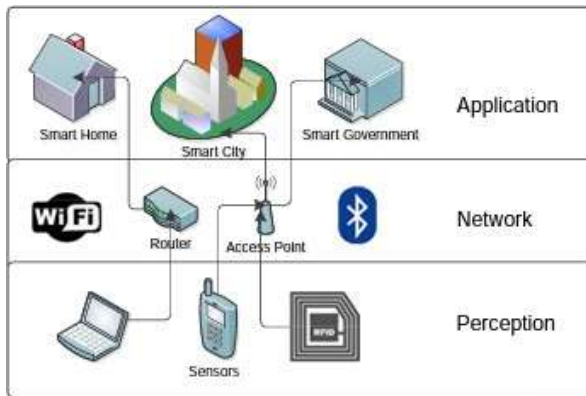 Smart Home
Smart City
Smart Government
Application
WiFi
Router
Access Point
Network
RFID
Sensors
Perception